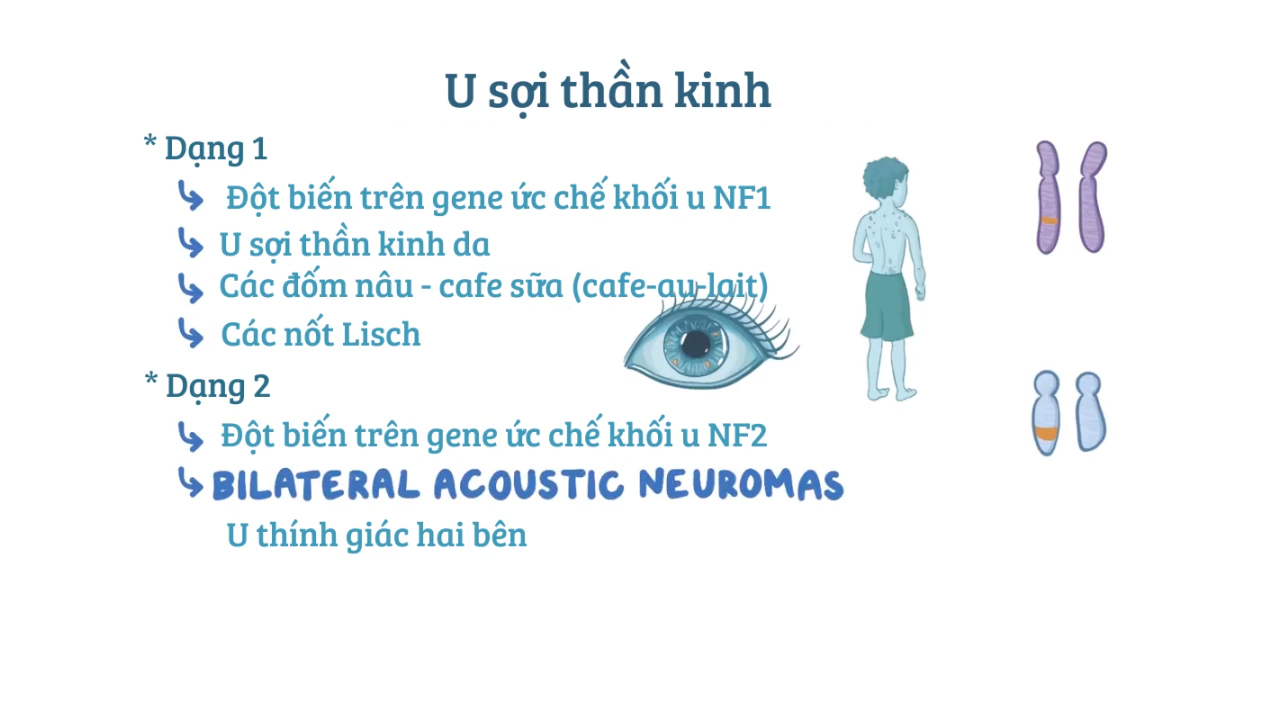 U sợi thần kinh
* Dạng 1
Đột biến trên gene ức chế khối u NF1
U sợi thần kinh da
Các đốm nâu - cafe sữa (cafe-au-lait)
Các nốt Lisch
* Dạng 2
Đột biến trên gene ức chế khối u NF2
BILATERAL ACOUSTIC NEUROMAS
U thính giác hai bên